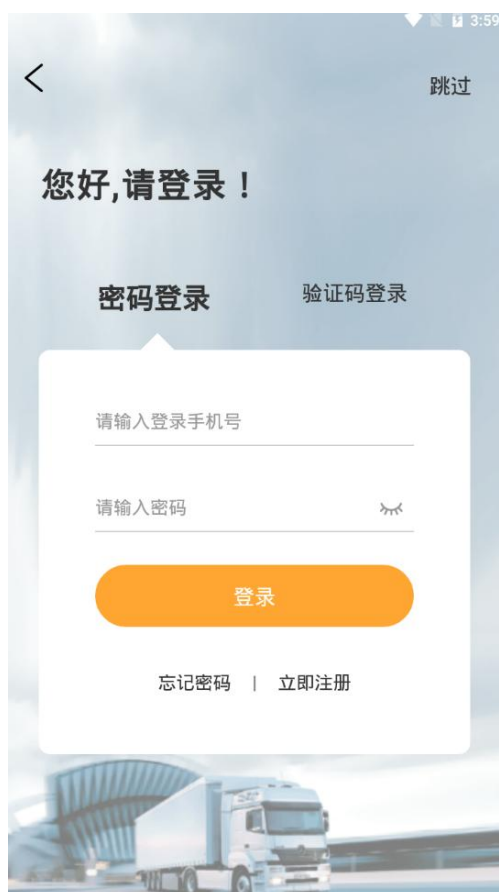 3:59
跳过
您好,请登录！
密码登录
验证码登录
请输入登录手机号
请输入密码
登录
忘记密码 | 立即注册